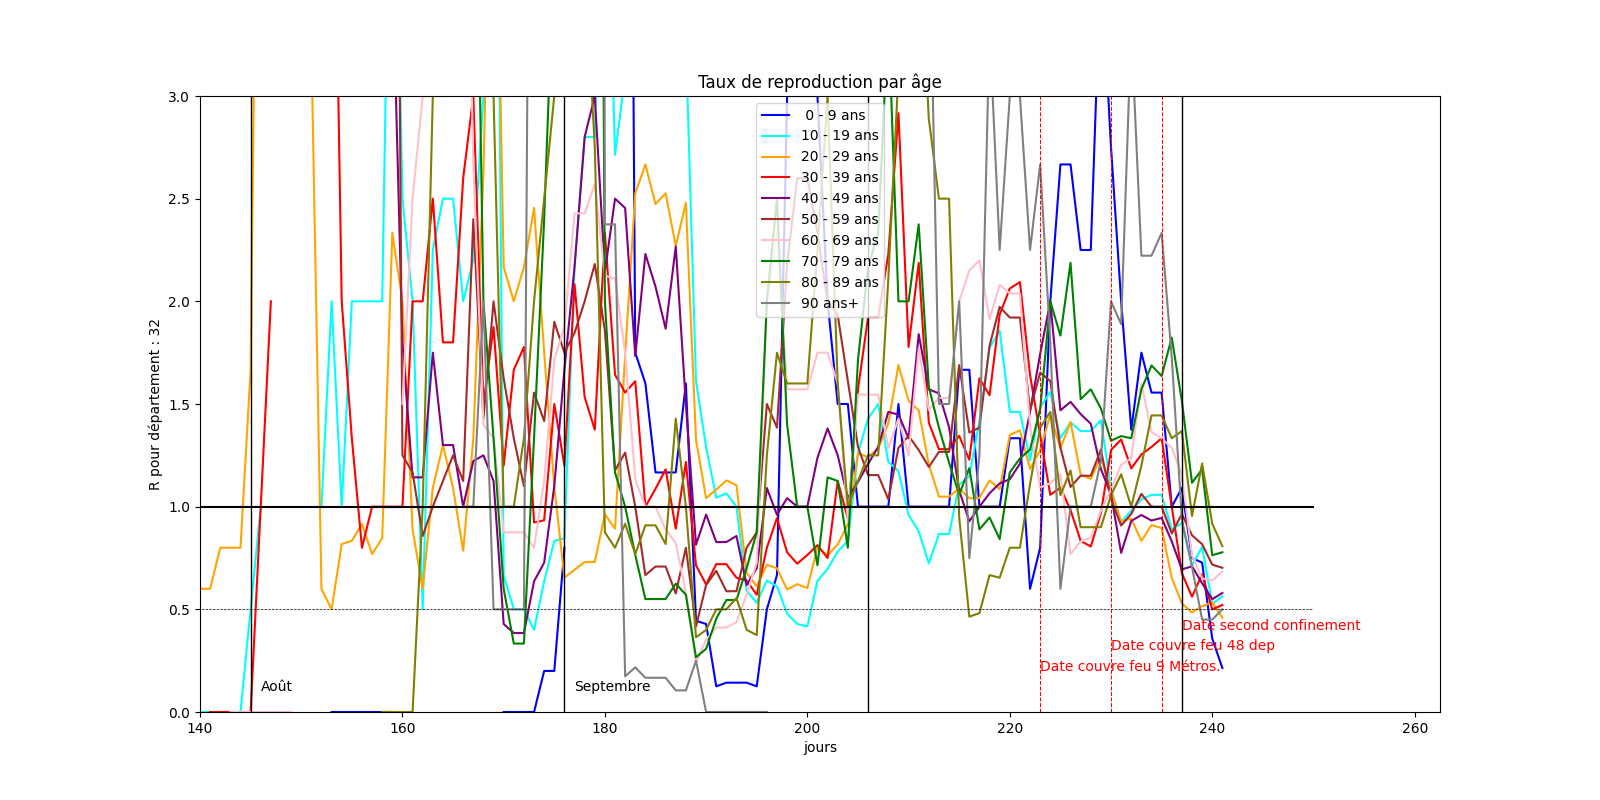 Taux de reproduction par âge
R pour département : 32
3.0
2.5
2.0
1.5
1.0
0.5
0.0
0 - 9 ans
10 - 19 ans
20 - 29 ans
30 - 39 ans
40 - 49 ans
50 - 59 ans
60 - 69 ans
70 - 79 ans
80 - 89 ans
90 ans+
Date second confinement
Date couvre feu 48 dep
Date couvre feu 9 Métros.
Août
Septembre
140
160
180
200
220
240
260
jours